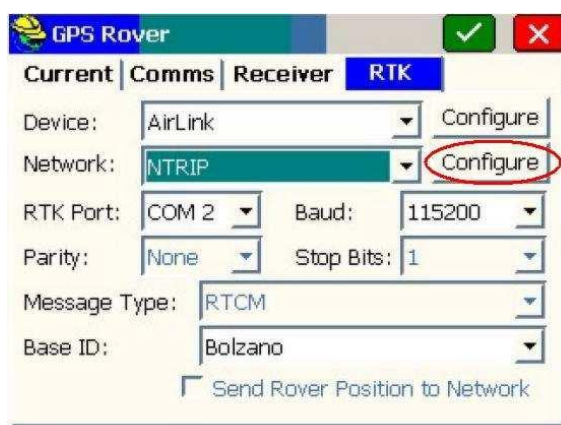 GPS Rover
Current Comms Receiver RTK
Device: AirLink Configure
Network: NTRIP Configure
RTK Port: COM 2 Baud: 115200
Parity: None Stop Bits: 1
Message Type: RTCM
Base ID: Bolzano
Send Rover Position to Network